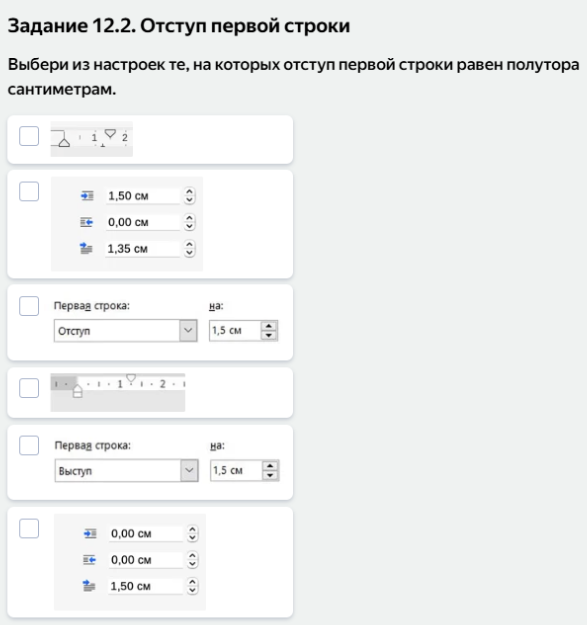 Задание 12.2. Отступ первой строки
Выбери из настроек те, на которых отступ первой строки равен полутора
сантиметрам.
1 2
1,50 см
0,00 см
1,35 см
Первая строка: на:
Отступ 1,5 см
1 2
Первая строка: на:
Выступ 1,5 см
0,00 см
0,00 см
1,50 см